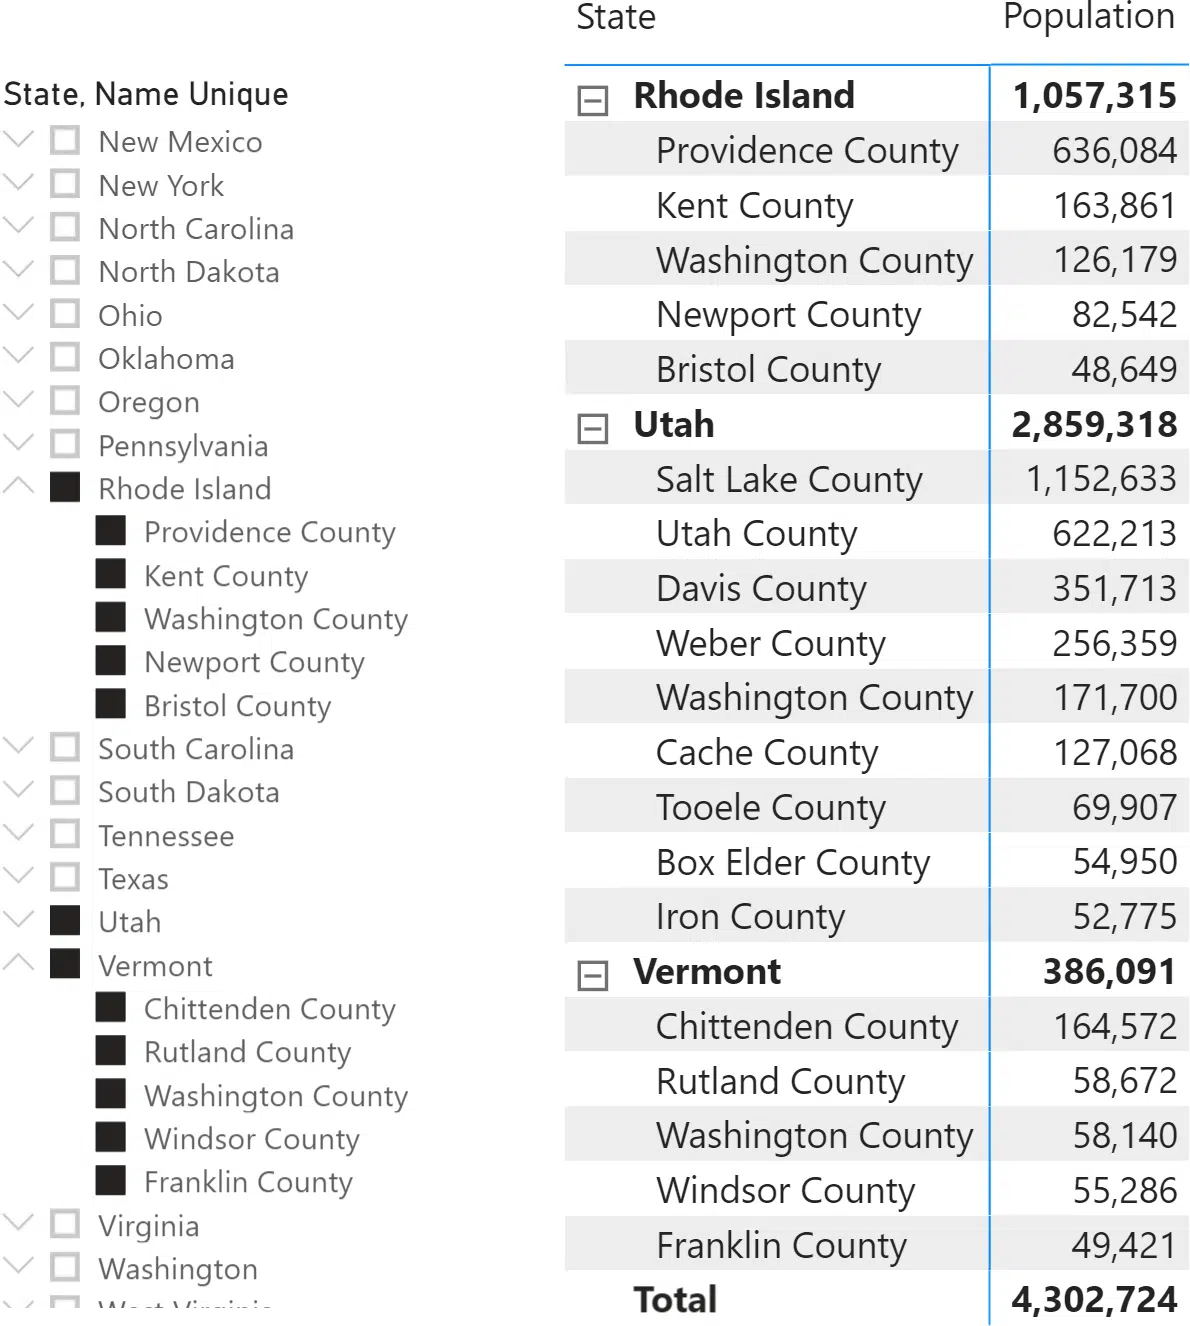 State, Name Unique
New Mexico
New York
North Carolina
North Dakota
Ohio
Oklahoma
Oregon
Pennsylvania
Rhode Island
Providence County
Kent County
Washington County
Newport County
Bristol County
South Carolina
South Dakota
Tennessee
Texas
Utah
Vermont
Chittenden County
Rutland County
Washington County
Windsor County
Franklin County
Virginia
Washington
West Virginia
State Population
Rhode Island 1,057,315
Providence County 636,084
Kent County 163,861
Washington County 126,179
Newport County 82,542
Bristol County 48,649
Utah 2,859,318
Salt Lake County 1,152,633
Utah County 622,213
Davis County 351,713
Weber County 256,359
Washington County 171,700
Cache County 127,068
Tooele County 69,907
Box Elder County 54,950
Iron County 52,775
Vermont 386,091
Chittenden County 164,572
Rutland County 58,672
Washington County 58,140
Windsor County 55,286
Franklin County 49,421
Total 4,302,724